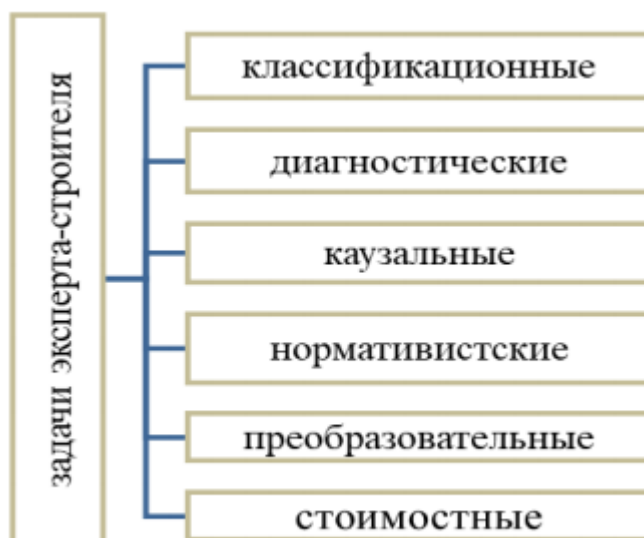 задачи эксперта-строителя
классификационные
диагностические
каузальные
нормативистские
преобразовательные
стоимостные